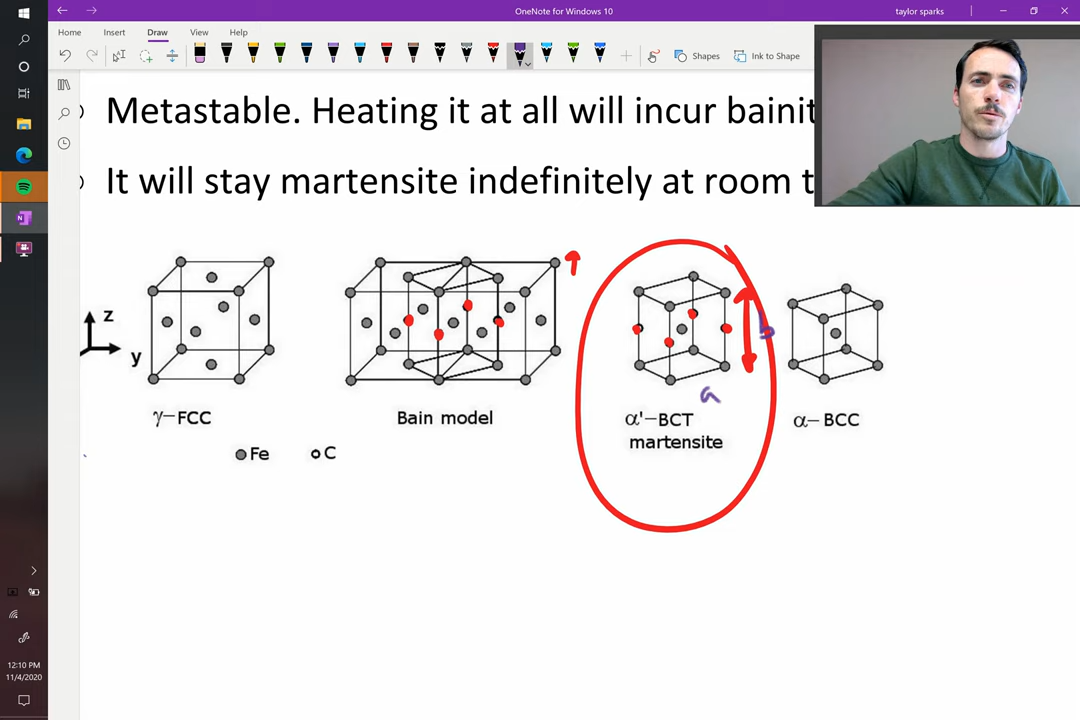 OneNote for Windows 10
taylor sparks
Home Insert Draw View Help
Shapes
Ink to Shape
Metastable. Heating it at all will incur
It will stay martensite indefinitely at room
z
y
γ-FCC
Bain model
α'-BCT
martensite
α- BCC
Fe
C
a
b
12:10 PM
11/4/2020